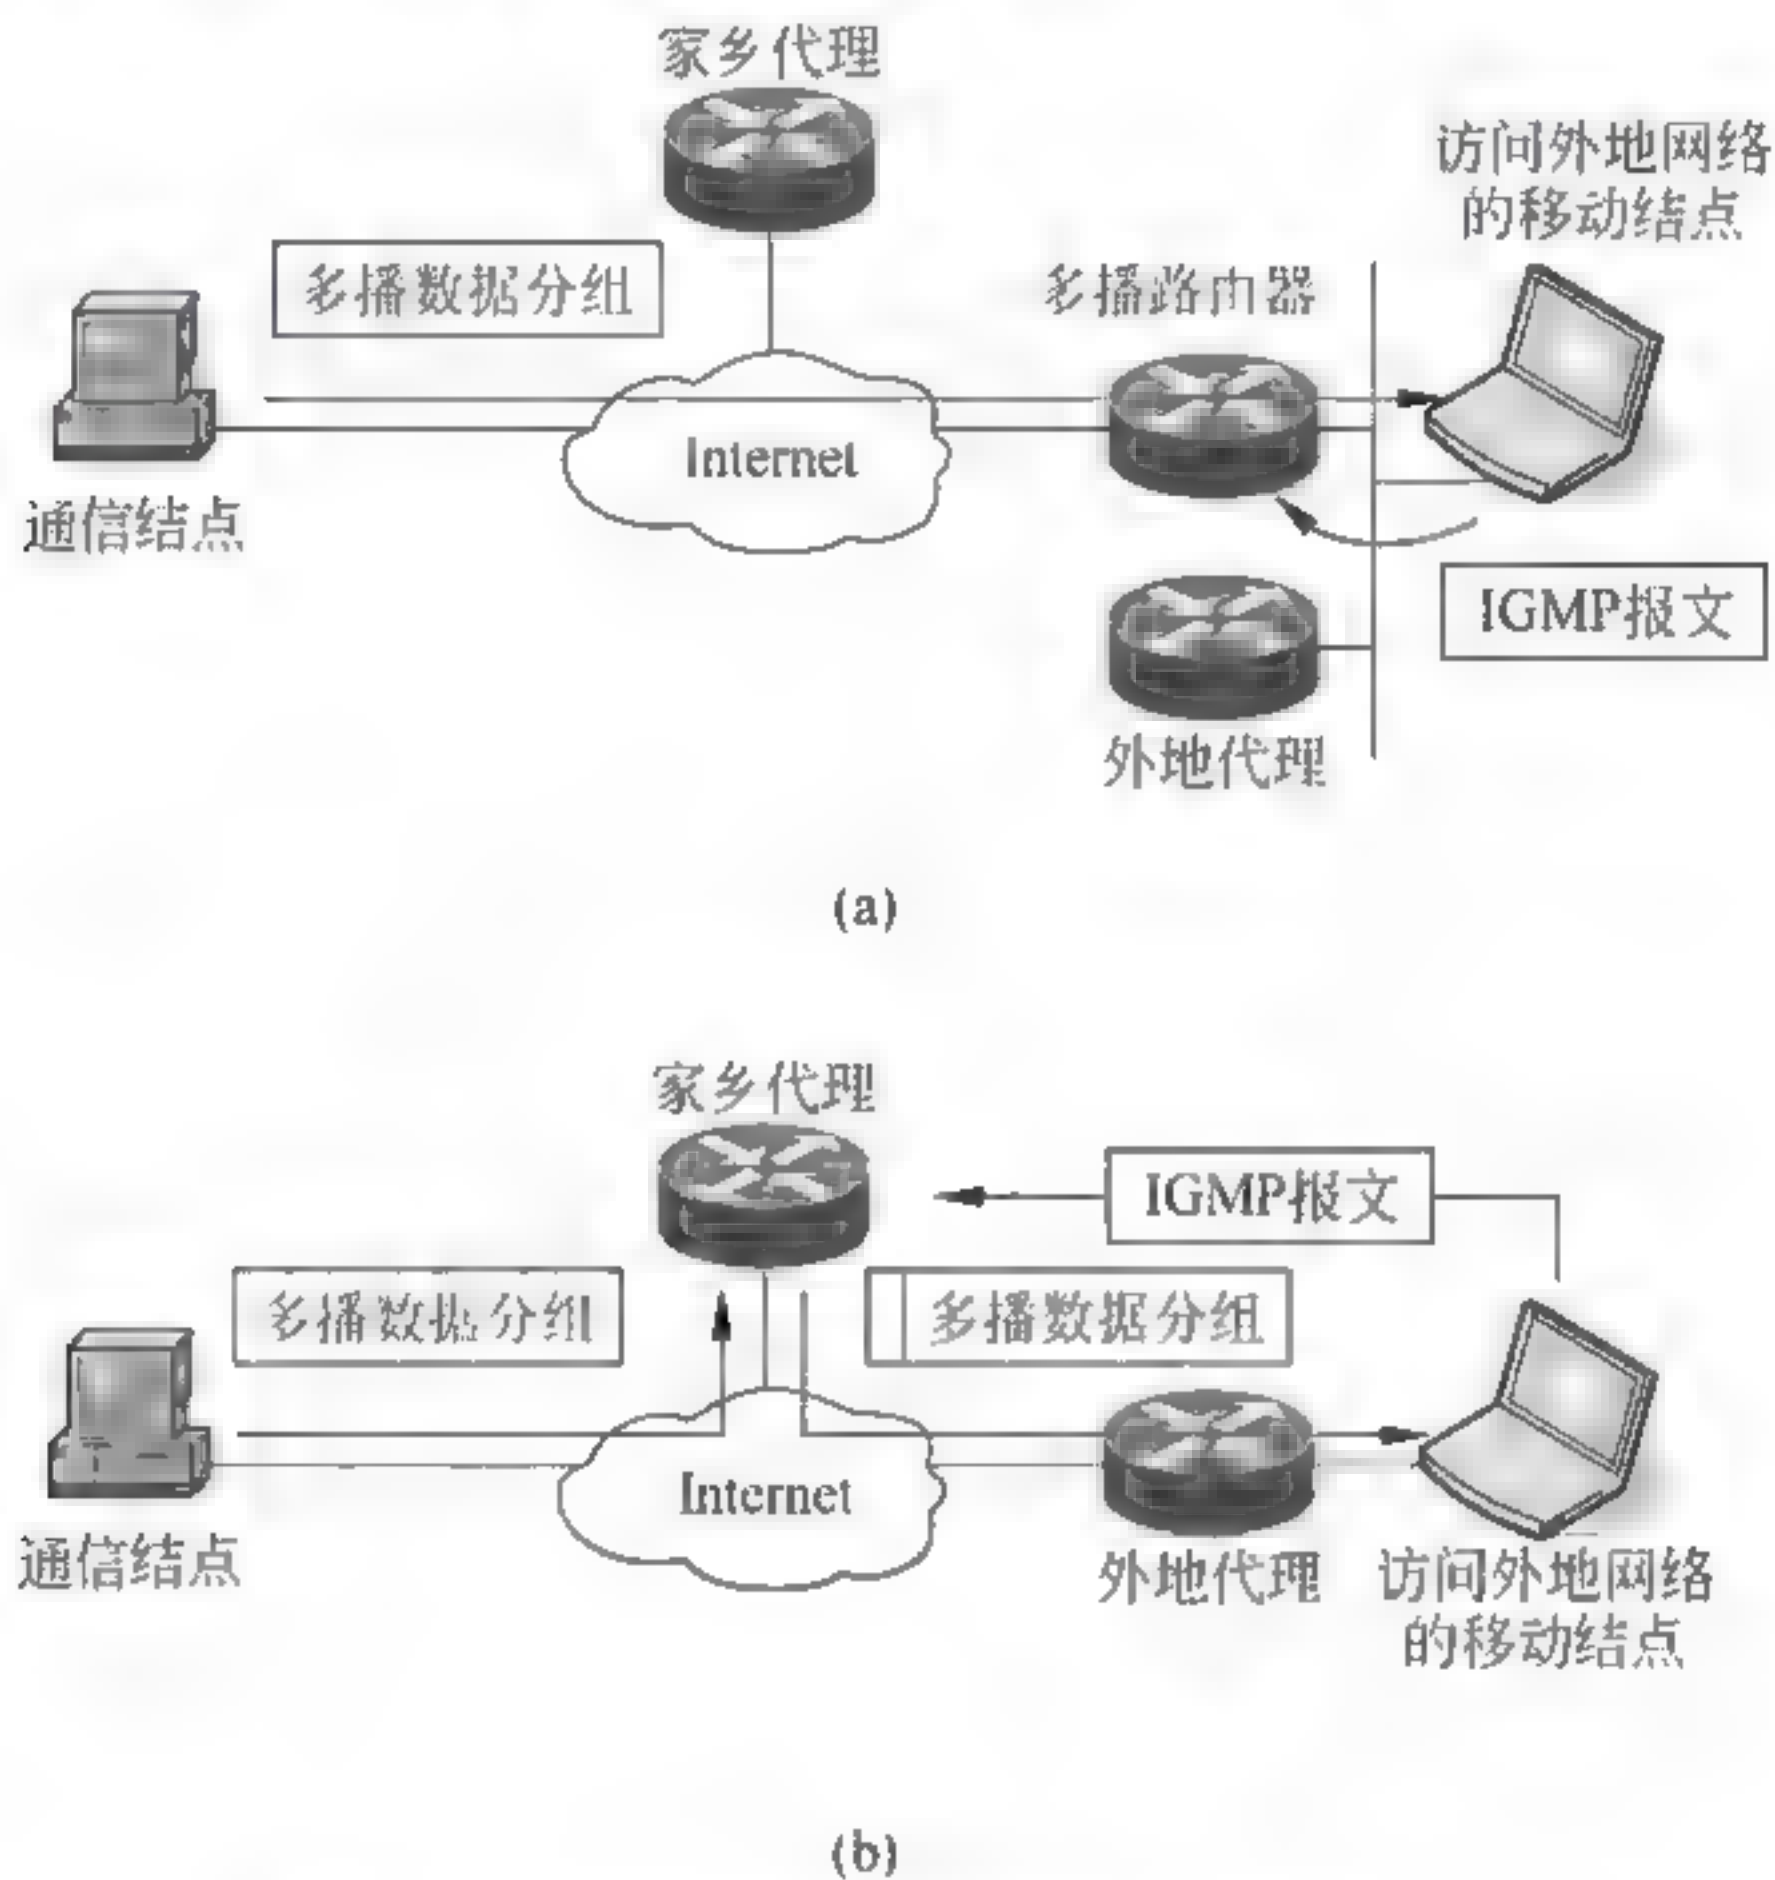 家乡代理
访问外地网络
的移动结点
多播数据分组
多播路由器
Internet
通信结点
IGMP报文
外地代理
(a)
家乡代理
IGMP报文
多播数据分组
多播数据分组
Internet
通信结点
外地代理
访问外地网络
的移动结点
(b)